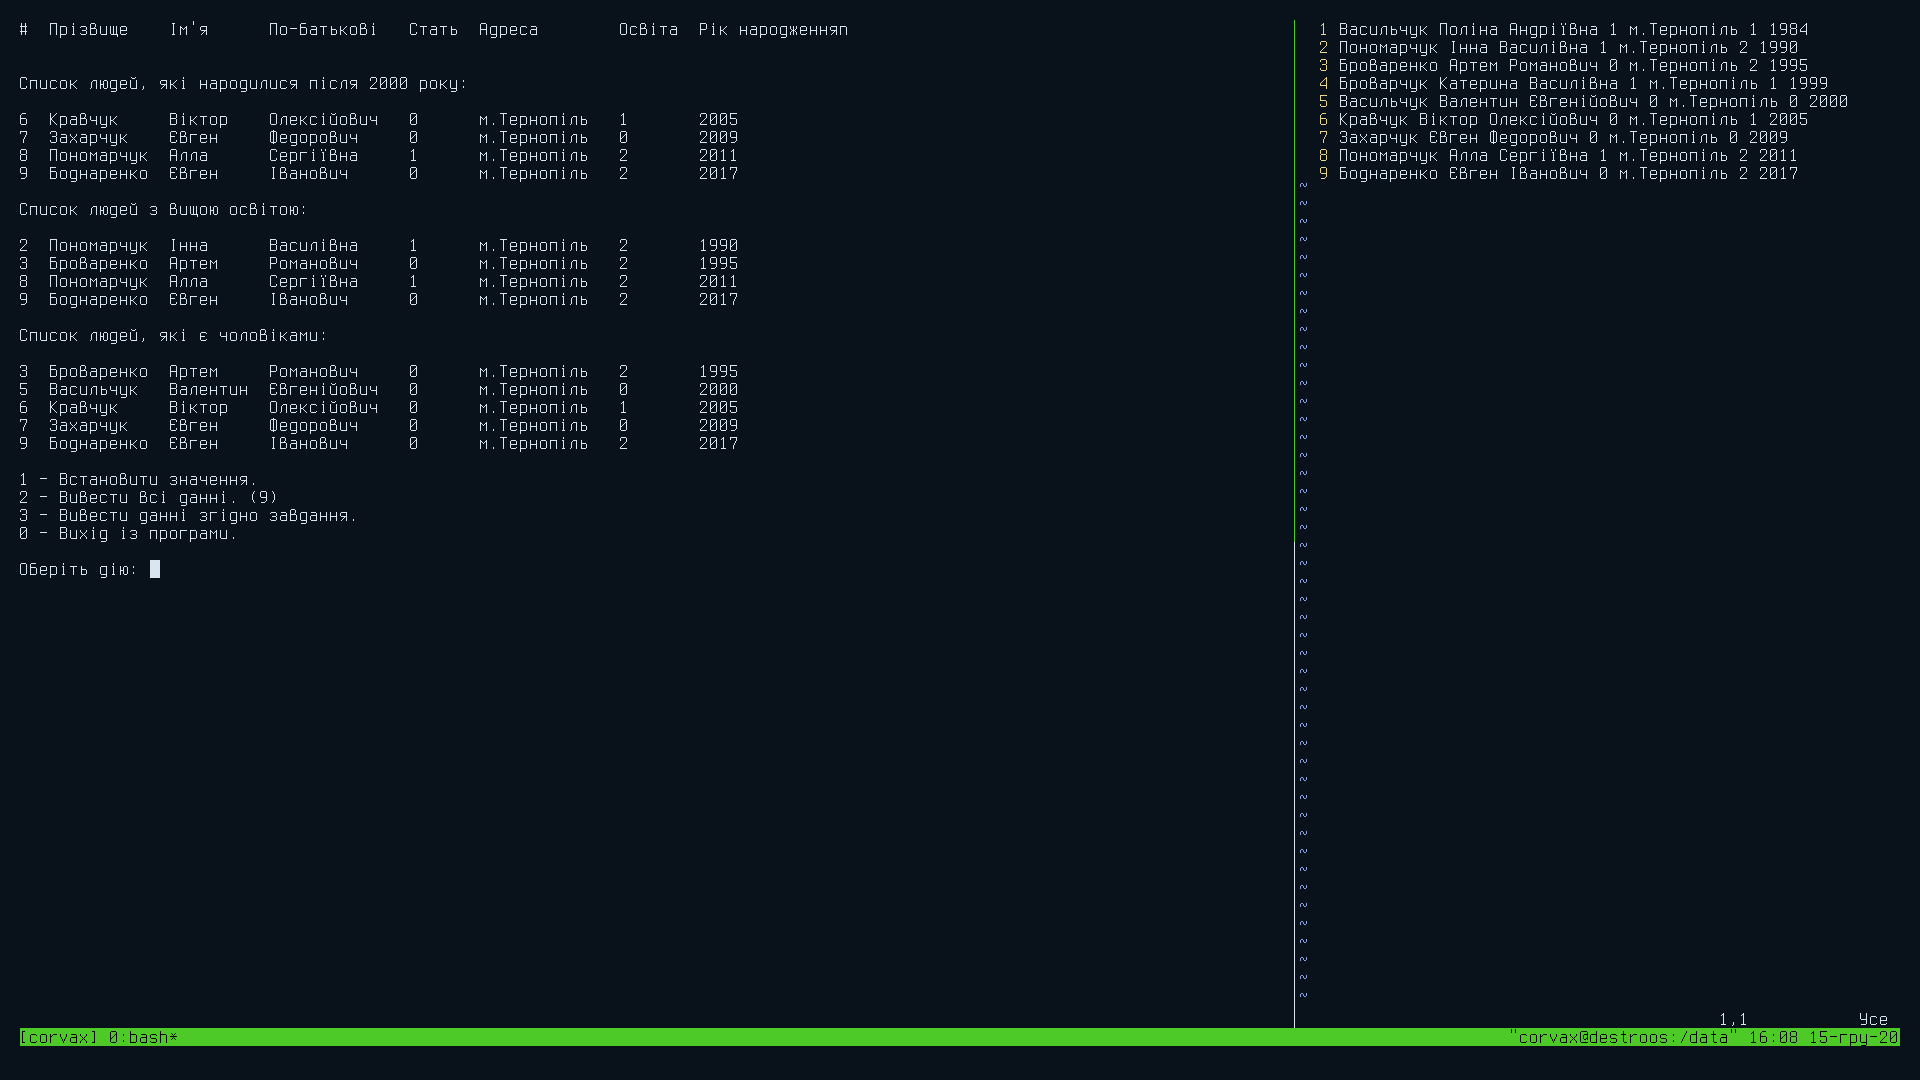 #  Прізвище    Ім'я      По-батькові   Стать  Адреса        Освіта  Рік народженняn
Список людей, які народилися після 2000 року:
6  Кравчук     Віктор    Олексійович   0      м.Тернопіль   1       2005
7  Захарчук    Євген     Федорович     0      м.Тернопіль   0       2009
8  Пономарчук  Алла      Сергіївна     1      м.Тернопіль   2       2011
9  Боднаренко  Євген     Іванович      0      м.Тернопіль   2       2017
Список людей з вищою освітою:
2  Пономарчук  Інна      Василівна     1      м.Тернопіль   2       1990
3  Броваренко  Артем     Романович     0      м.Тернопіль   2       1995
8  Пономарчук  Алла      Сергіївна     1      м.Тернопіль   2       2011
9  Боднаренко  Євген     Іванович      0      м.Тернопіль   2       2017
Список людей, які є чоловіками:
3  Броваренко  Артем     Романович     0      м.Тернопіль   2       1995
5  Васильчук   Валентин  Євгенійович   0      м.Тернопіль   0       2000
6  Кравчук     Віктор    Олексійович   0      м.Тернопіль   1       2005
7  Захарчук    Євген     Федорович     0      м.Тернопіль   0       2009
9  Боднаренко  Євген     Іванович      0      м.Тернопіль   2       2017
1 - Встановити значення.
2 - Вивести всі данні. (9)
3 - Вивести данні згідно завдання.
0 - Вихід із програми.
Оберіть дію:
1 Васильчук Поліна Андріївна 1 м.Тернопіль 1 1984
2 Пономарчук Інна Василівна 1 м.Тернопіль 2 1990
3 Броваренко Артем Романович 0 м.Тернопіль 2 1995
4 Броварчук Катерина Василівна 1 м.Тернопіль 1 1999
5 Васильчук Валентин Євгенійович 0 м.Тернопіль 0 2000
6 Кравчук Віктор Олексійович 0 м.Тернопіль 1 2005
7 Захарчук Євген Федорович 0 м.Тернопіль 0 2009
8 Пономарчук Алла Сергіївна 1 м.Тернопіль 2 2011
9 Боднаренко Євген Іванович 0 м.Тернопіль 2 2017
1,1 Усе
[corvax] 0:bash* "corvax@destroos:/data" 16:08 15-гру-20